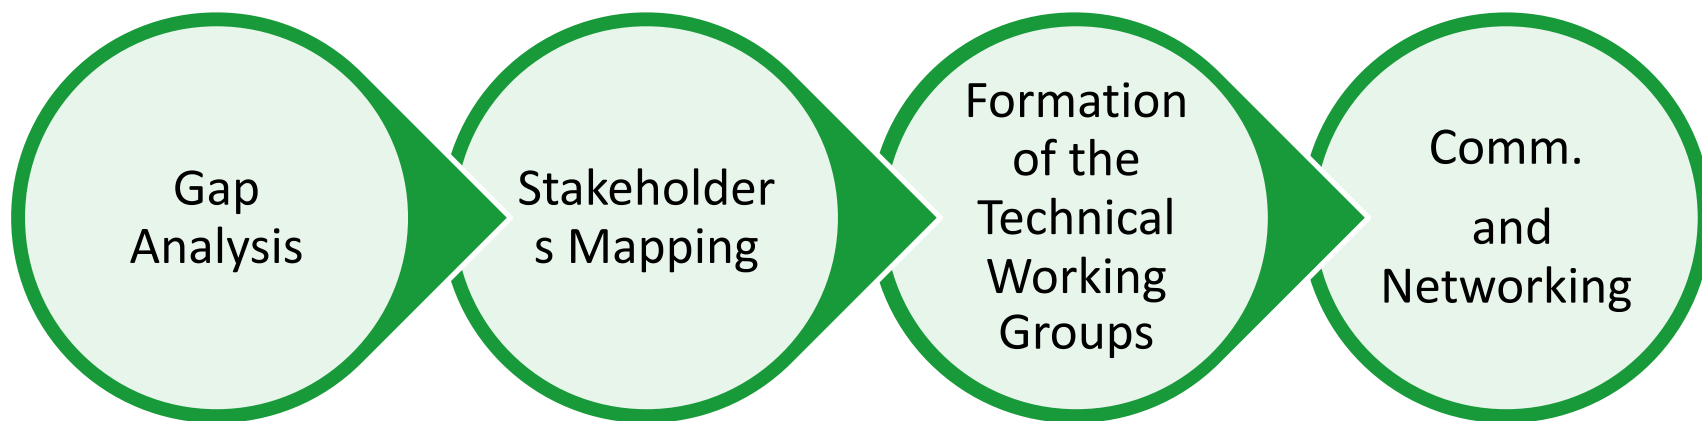 Gap
Analysis
Stakeholder
s Mapping
Formation
of the
Technical
Working
Groups
Comm.
and
Networking